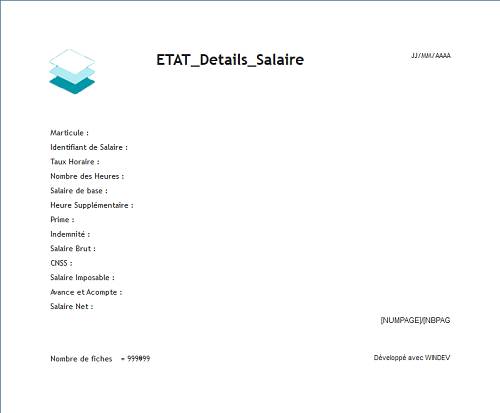 ETAT_Details_Salaire
JJ/MM/AAAA
Marticule :
Identifiant de Salaire :
Taux Horaire :
Nombre des Heures :
Salaire de base :
Heure Supplémentaire :
Prime :
Indemnité :
Salaire Brut :
CNSS :
Salaire Imposable :
Avance et Acompte :
Salaire Net :
[NUMPAGE]/[NBPAG
Nombre de fiches = 999999
Développé avec WINDEV